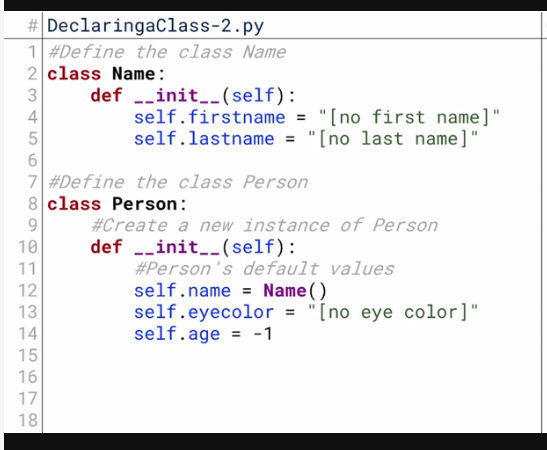 # DeclaringaClass-2.py
1 #Define the class Name
2 class Name:
3     def __init__(self):
4         self.firstname = "[no first name]"
5         self.lastname = "[no last name]"
6
7 #Define the class Person
8 class Person:
9     #Create a new instance of Person
10     def __init__(self):
11         #Person's default values
12         self.name = Name()
13         self.eyecolor = "[no eye color]"
14         self.age = -1
15
16
17
18